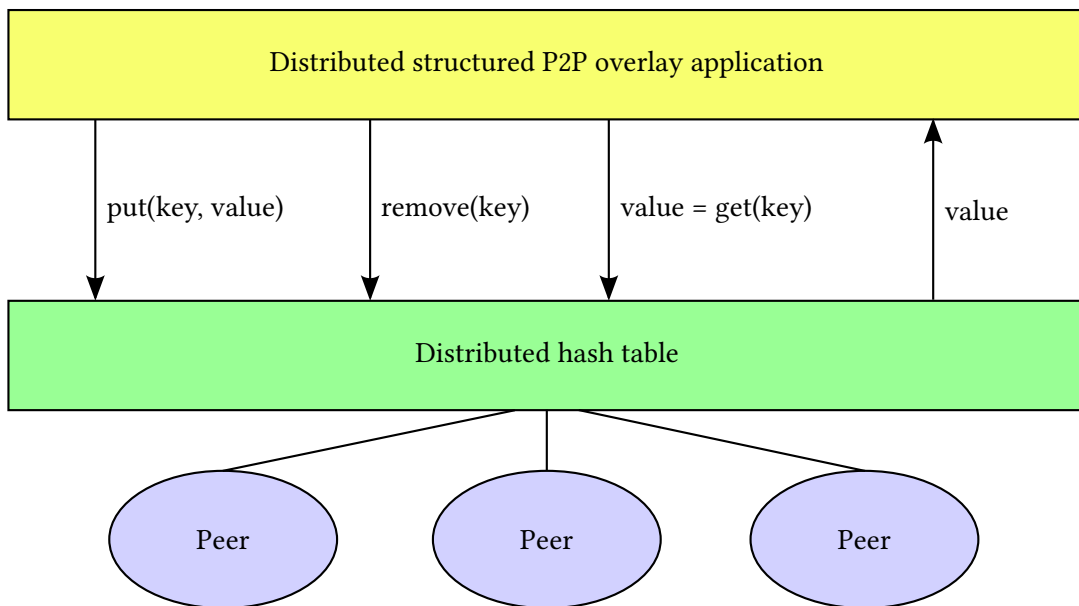 Distributed structured P2P overlay application
put(key, value)
remove(key)
value = get(key)
value
Distributed hash table
Peer
Peer
Peer